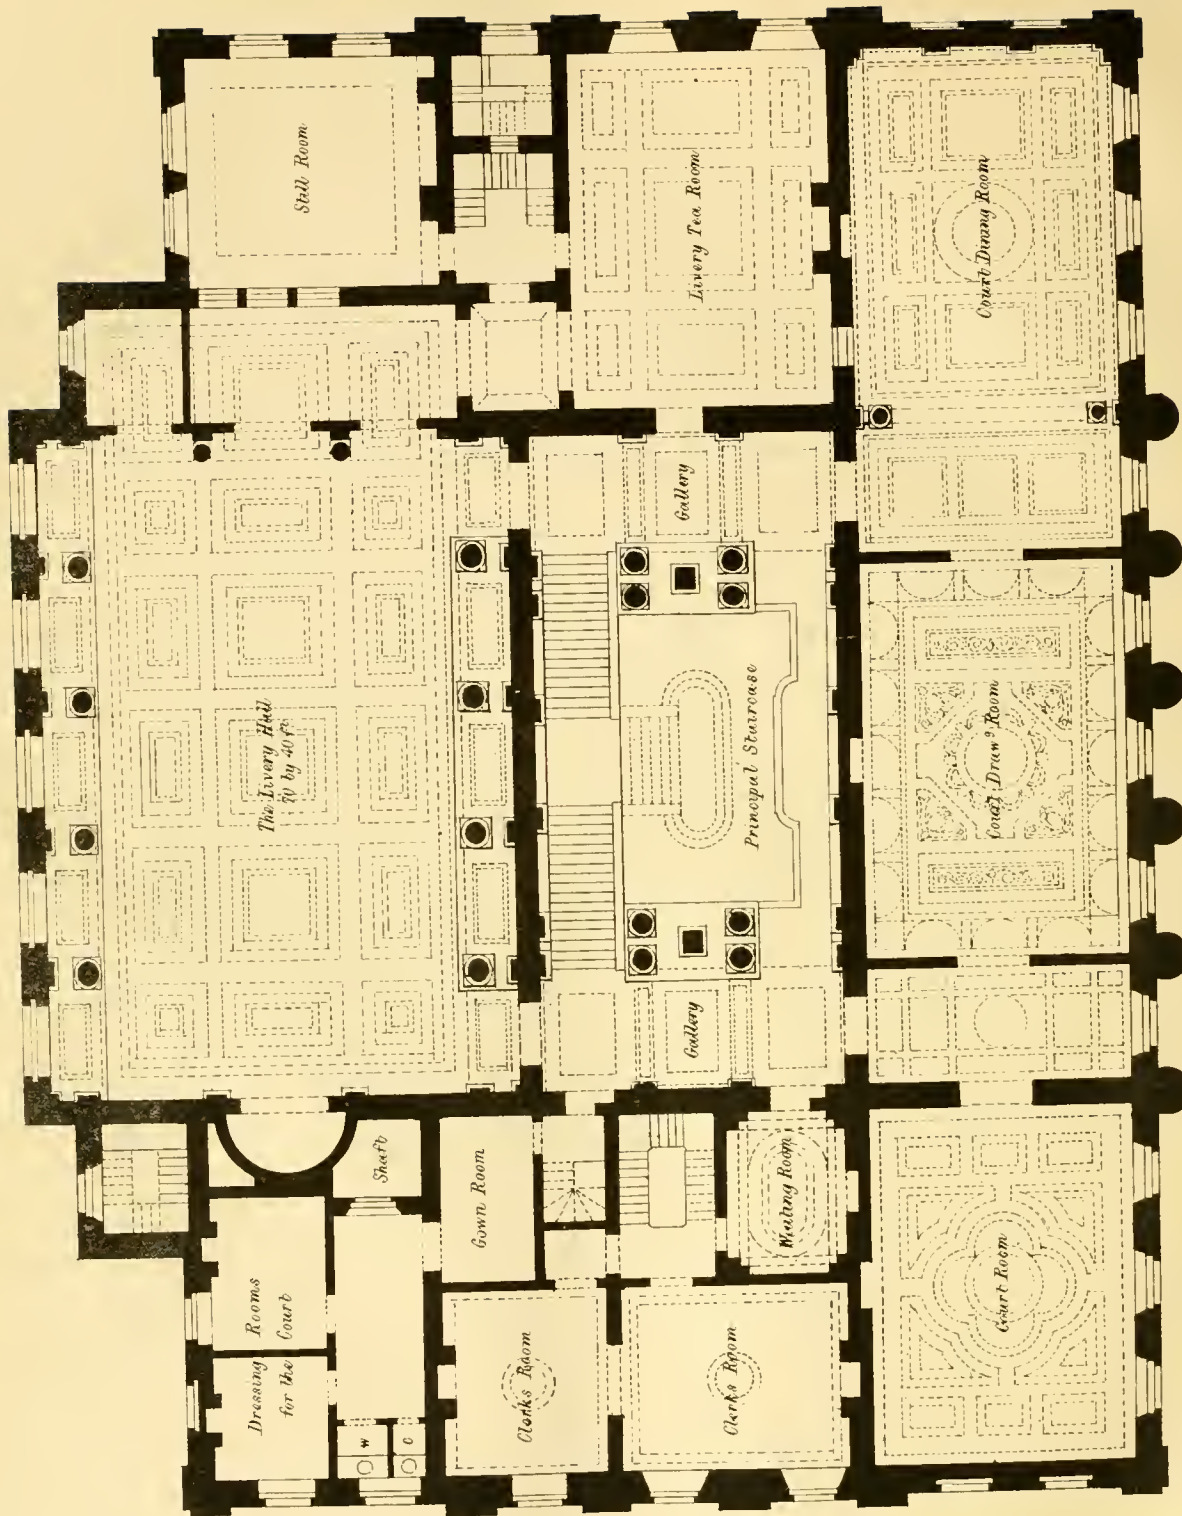 Still Room
Livery Tea Room
Court Dining Room
The Livery Hall
70 by 40 ft
Gallery
Principal Staircase
Court Drawg Room
Gallery
Shaft
Gown Room
Waiting Room
Dressing Rooms
for the Court
W
C
Clerks Room
Clerks Room
Court Room